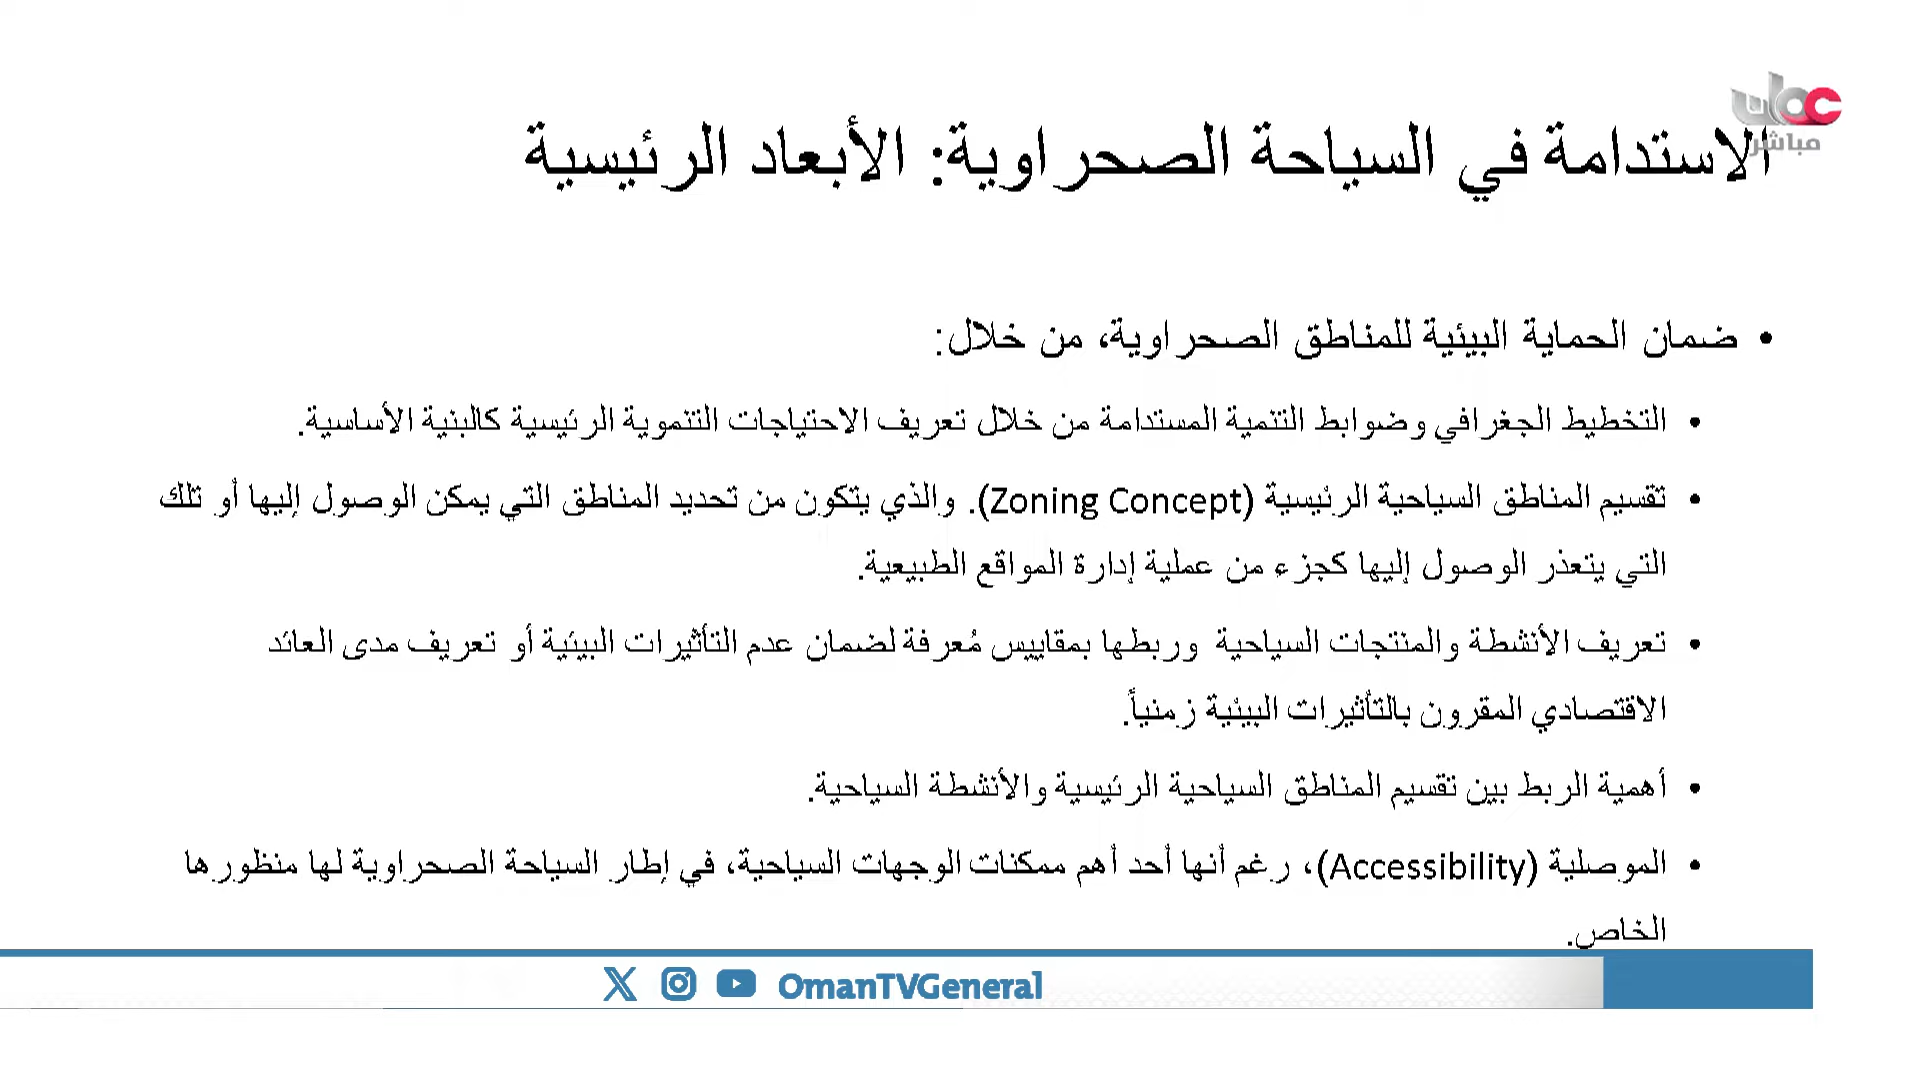 عمان
مباشر
الاستدامة في السياحة الصحراوية: الأبعاد الرئيسية
• ضمان الحماية البيئية للمناطق الصحراوية، من خلال:
• التخطيط الجغرافي وضوابط التنمية المستدامة من خلال تعريف الاحتياجات التنموية الرئيسية كالبنية الأساسية.
• تقسيم المناطق السياحية الرئيسية (Zoning Concept). والذي يتكون من تحديد المناطق التي يمكن الوصول إليها أو تلك
التي يتعذر الوصول إليها كجزء من عملية إدارة المواقع الطبيعية.
• تعريف الأنشطة والمنتجات السياحية وربطها بمقاييس مُعرفة لضمان عدم التأثيرات البيئية أو تعريف مدى العائد
الاقتصادي المقرون بالتأثيرات البيئية زمنياً.
• أهمية الربط بين تقسيم المناطق السياحية الرئيسية والأنشطة السياحية.
• الموصلية (Accessibility)، رغم أنها أحد أهم ممكنات الوجهات السياحية، في إطار السياحة الصحراوية لها منظورها
الخاص.
OmanTVGeneral